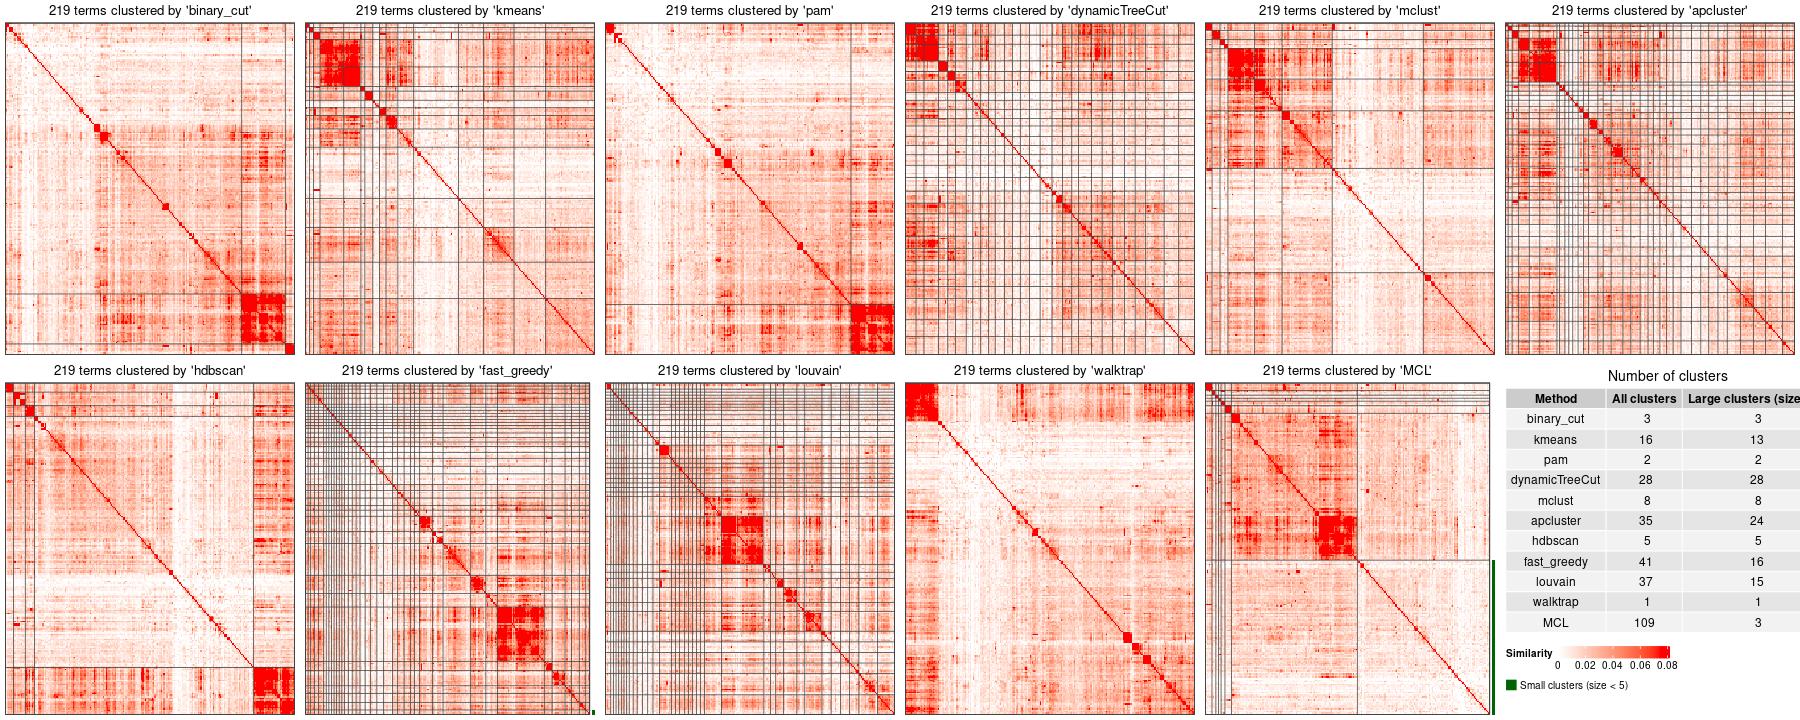 219 terms clustered by 'binary_cut'
219 terms clustered by 'kmeans'
219 terms clustered by 'pam'
219 terms clustered by 'dynamicTreeCut'
219 terms clustered by 'mclust'
219 terms clustered by 'apcluster'
219 terms clustered by 'hdbscan'
219 terms clustered by 'fast_greedy'
219 terms clustered by 'louvain'
219 terms clustered by 'walktrap'
219 terms clustered by 'MCL'
Number of clusters
Method All clusters Large clusters (size
binary_cut 3 3
kmeans 16 13
pam 2 2
dynamicTreeCut 28 28
mclust 8 8
apcluster 35 24
hdbscan 5 5
fast_greedy 41 16
louvain 37 15
walktrap 1 1
MCL 109 3
Similarity
0 0.02 0.04 0.06 0.08
Small clusters (size < 5)